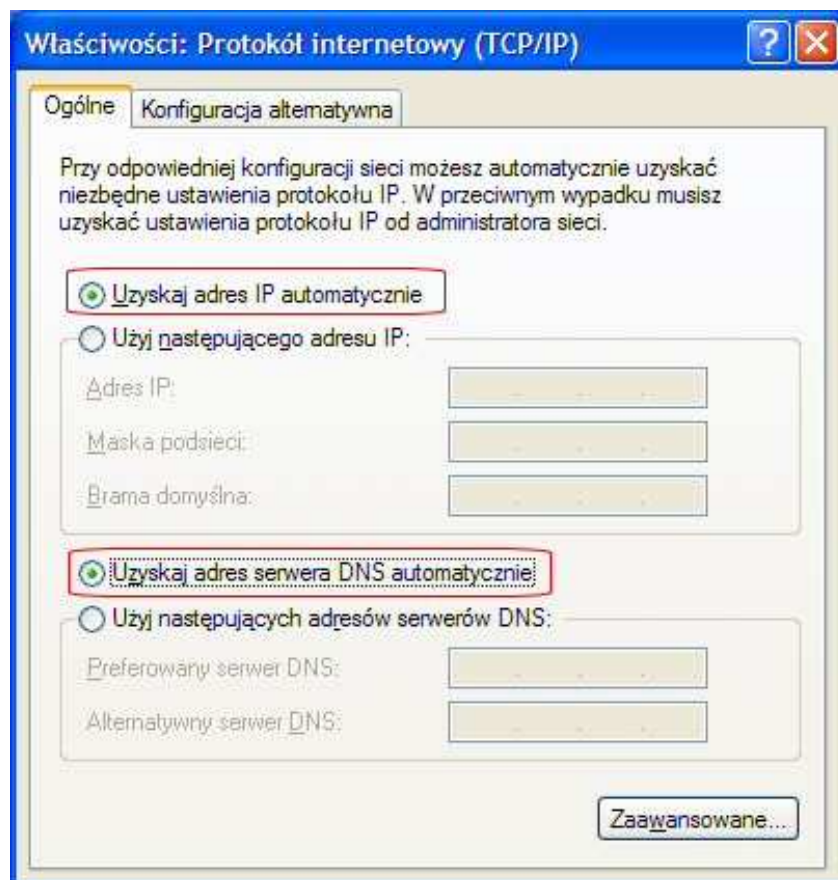 Właściwości: Protokół internetowy (TCP/IP)
Ogólne
Konfiguracja alternatywna
Przy odpowiedniej konfiguracji sieci możesz automatycznie uzyskać
niezbędne ustawienia protokołu IP. W przeciwnym wypadku musisz
uzyskać ustawienia protokołu IP od administratora sieci.
Uzyskaj adres IP automatycznie
Użyj następującego adresu IP:
Adres IP:
Maska podsieci:
Brama domyślna:
Uzyskaj adres serwera DNS automatycznie
Użyj następujących adresów serwerów DNS:
Preferowany serwer DNS:
Alternatywny serwer DNS:
Zaawansowane...